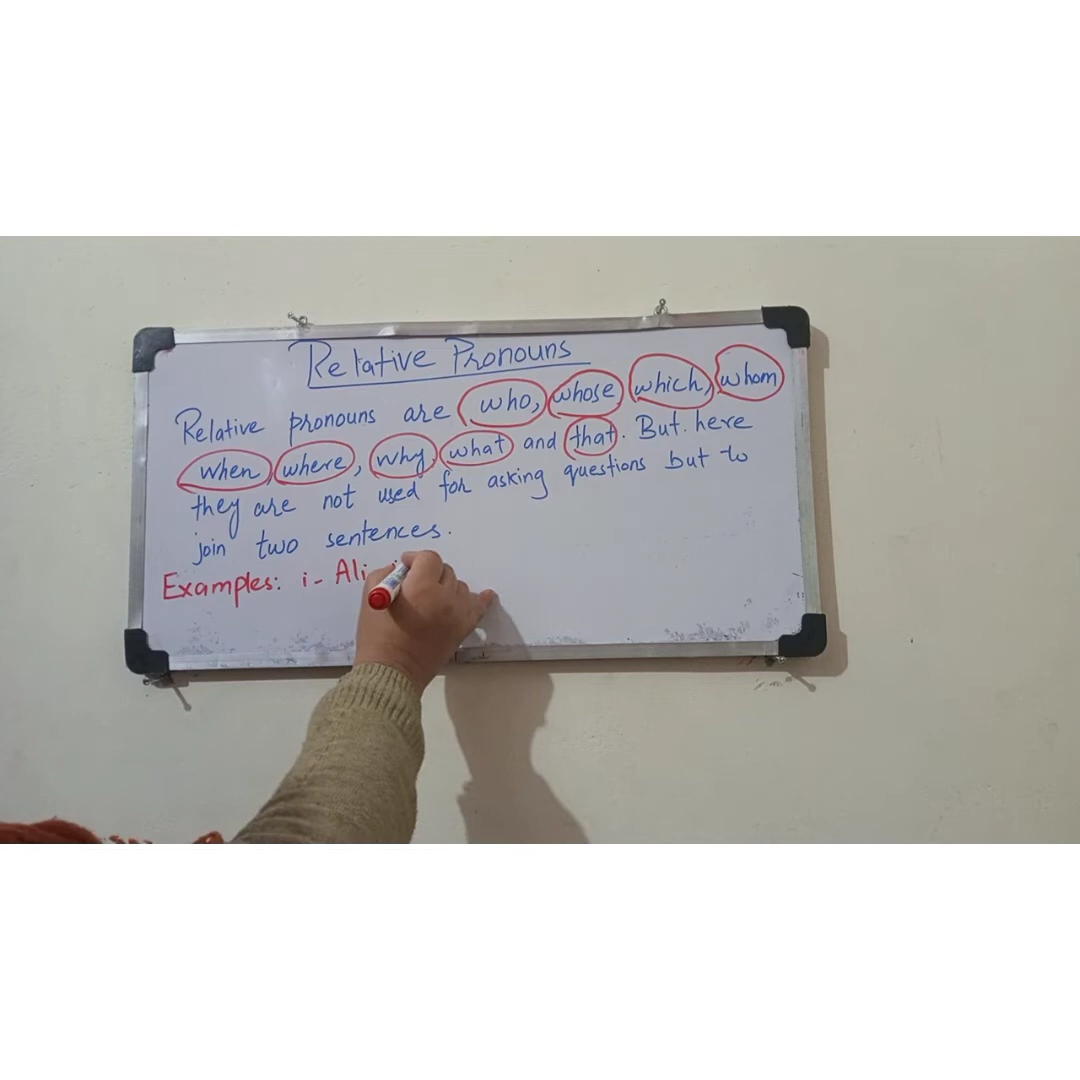 Relative Pronouns
Relative pronouns are who, whose, which, whom
when, where, why, what and that. But here
they are not used for asking questions but to
join two sentences.
Examples: i- Ali